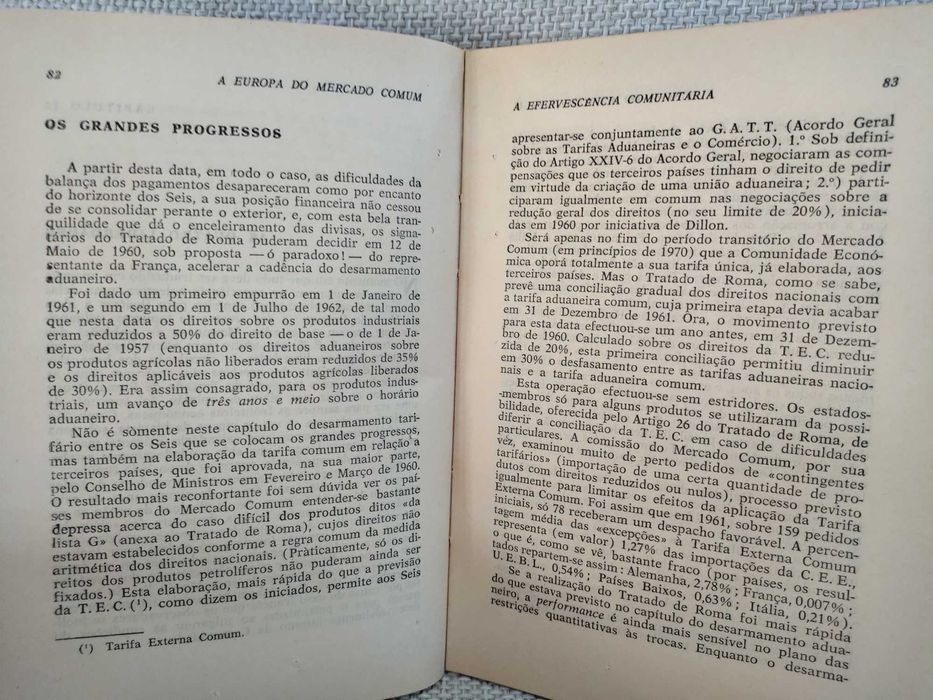 82
A EUROPA DO MERCADO COMUM
OS GRANDES PROGRESSOS
A partir desta data, em todo o caso, as dificuldades da
balança dos pagamentos desapareceram como por encanto
do horizonte dos Seis, a sua posição financeira não cessou
de se consolidar perante o exterior, e, com esta bela tran-
quilidade que dá o enceleiramento das divisas, os signa-
tários do Tratado de Roma puderam decidir em 12 de
Maio de 1960, sob proposta — ó paradoxo! — do repre-
sentante da França, acelerar a cadência do desarmamento
aduaneiro.
Foi dado um primeiro empurrão em 1 de Janeiro de
1961, e um segundo em 1 de Julho de 1962, de tal modo
que nesta data os direitos sobre os produtos industriais
eram reduzidos a 50% do direito de base — o de 1 de Ja-
neiro de 1957 (enquanto os direitos aduaneiros sobre
os produtos agrícolas não liberados eram reduzidos de 35%
e os direitos aplicáveis aos produtos agrícolas liberados
de 30%). Era assim consagrado, para os produtos indus-
triais, um avanço de três anos e meio sobre o horário
aduaneiro.
Não é sòmente neste capítulo do desarmamento tari-
fário entre os Seis que se colocam os grandes progressos,
mas também na elaboração da tarifa comum em relação a
terceiros países, que foi aprovada, na sua maior parte,
pelo Conselho de Ministros em Fevereiro e Março de 1960.
O resultado mais reconfortante foi sem dúvida ver os paí-
ses membros do Mercado Comum entender-se bastante
depressa acerca do caso difícil dos produtos ditos «da
lista G» (anexa ao Tratado de Roma), cujos direitos não
estavam estabelecidos conforme a regra comum da medida
aritmética dos direitos nacionais. (Pràticamente, só os di-
reitos dos produtos petrolíferos não puderam ainda ser
fixados.) Esta elaboração, mais rápida do que a previsão
da T. E. C. (¹), como dizem os iniciados, permite aos Seis
(¹) Tarifa Externa Comum.
A EFERVESCÊNCIA COMUNITÁRIA
83
apresentar-se conjuntamente ao G. A. T. T. (Acordo Geral
sobre as Tarifas Aduaneiras e o Comércio). 1.º Sob defini-
ção do Artigo XXIV-6 do Acordo Geral, negociaram as com-
pensações que os terceiros países tinham o direito de pedir
em virtude da criação de uma união aduaneira; 2.º) parti-
ciparam igualmente em comum nas negociações sobre a
redução geral dos direitos (no seu limite de 20%), inicia-
das em 1960 por iniciativa de Dillon.
Será apenas no fim do período transitório do Mercado
Comum (em princípios de 1970) que a Comunidade Econó-
mica oporá totalmente a sua tarifa única, já elaborada, aos
terceiros países. Mas o Tratado de Roma, como se sabe,
prevê uma conciliação gradual dos direitos nacionais com
a tarifa aduaneira comum, cuja primeira etapa devia acabar
em 31 de Dezembro de 1961. Ora, o movimento previsto
para esta data efectuou-se um ano antes, em 31 de Dezem-
bro de 1960. Calculado sobre os direitos da T. E. C. redu-
zida de 20%, esta primeira conciliação permitiu diminuir
em 30% o desfasamento entre as tarifas aduaneiras nacio-
nais e a tarifa aduaneira comum.
Esta operação efectuou-se sem estridores. Os estados-
-membros só para alguns produtos se utilizaram da possi-
bilidade, oferecida pelo Artigo 26 do Tratado de Roma, de
diferir a conciliação da T. E. C. em caso de dificuldades
particulares. A comissão do Mercado Comum, por sua
vez, examinou muito de perto pedidos de «contingentes
tarifários» (importação de uma certa quantidade de pro-
dutos com direitos reduzidos ou nulos), processo previsto
igualmente para limitar os efeitos da aplicação da Tarifa
Externa Comum. Foi assim que em 1961, sobre 159 pedidos
iniciais, só 78 receberam um despacho favorável. A percen-
tagem média das «excepções» à Tarifa Externa Comum
representa (em valor) 1,27% das importações da C. E. E.,
o que, como se vê, bastante fraco (por países, os resul-
tados repartem-se assim: Alemanha, 2,78%; França, 0,007%;
U. E. B. L., 0,54%; Países Baixos, 0,63%; Itália, 0,21%).
Se a realização do Tratado de Roma foi mais rápida
do que estava previsto no capítulo do desarmamento adua-
neiro, a performance é ainda mais sensível no plano das
restrições quantitativas às trocas. Enquanto o desarma-